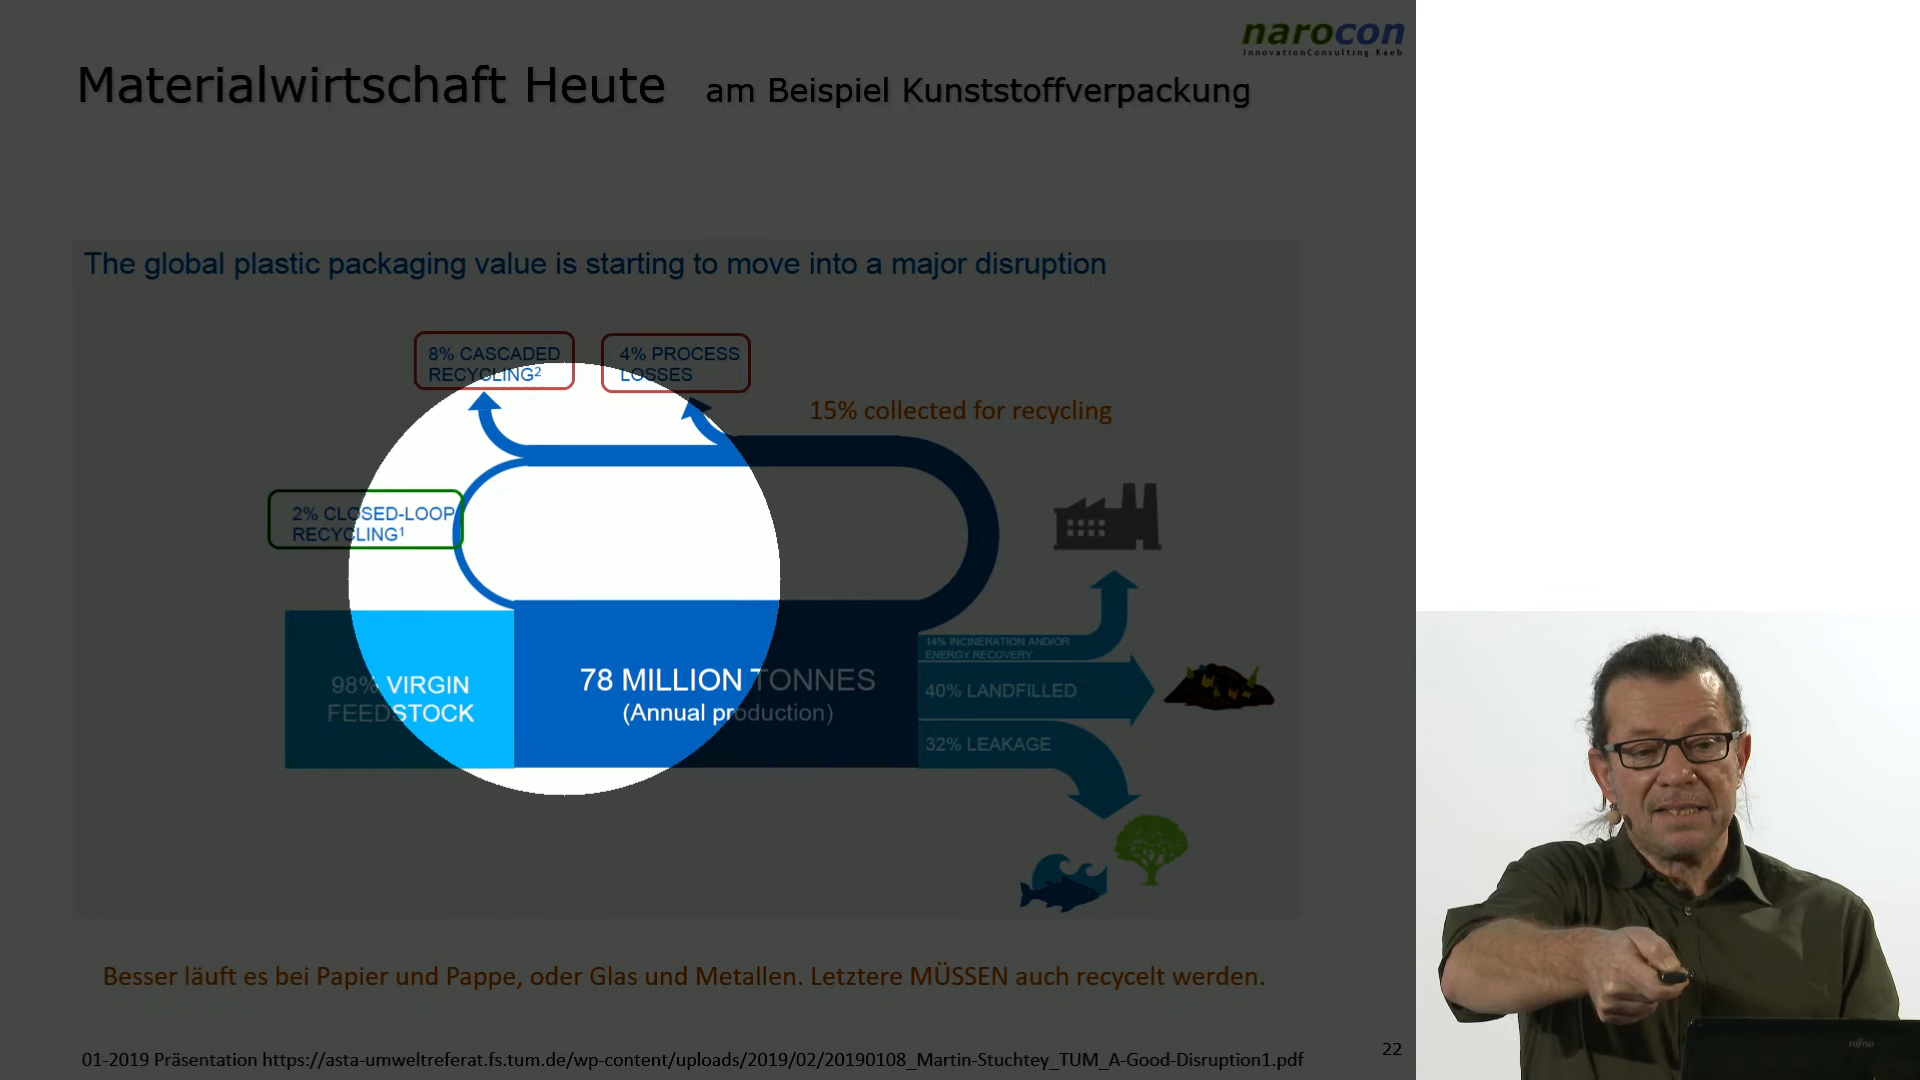 narocon
InnovationConsulting Kaeb
Materialwirtschaft Heute am Beispiel Kunststoffverpackung
The global plastic packaging value is starting to move into a major disruption
8% CASCADED
RECYCLING²
4% PROCESS
LOSSES
15% collected for recycling
2% CLOSED-LOOP
RECYCLING¹
14% INCINERATION AND/OR
ENERGY RECOVERY
98% VIRGIN
FEEDSTOCK
78 MILLION TONNES
(Annual production)
40% LANDFILLED
32% LEAKAGE
Besser läuft es bei Papier und Pappe, oder Glas und Metallen. Letztere MÜSSEN auch recycelt werden.
01-2019 Präsentation https://asta-umweltreferat.fs.tum.de/wp-content/uploads/2019/02/20190108_Martin-Stuchtey_TUM_A-Good-Disruption1.pdf
22
FUJITSU